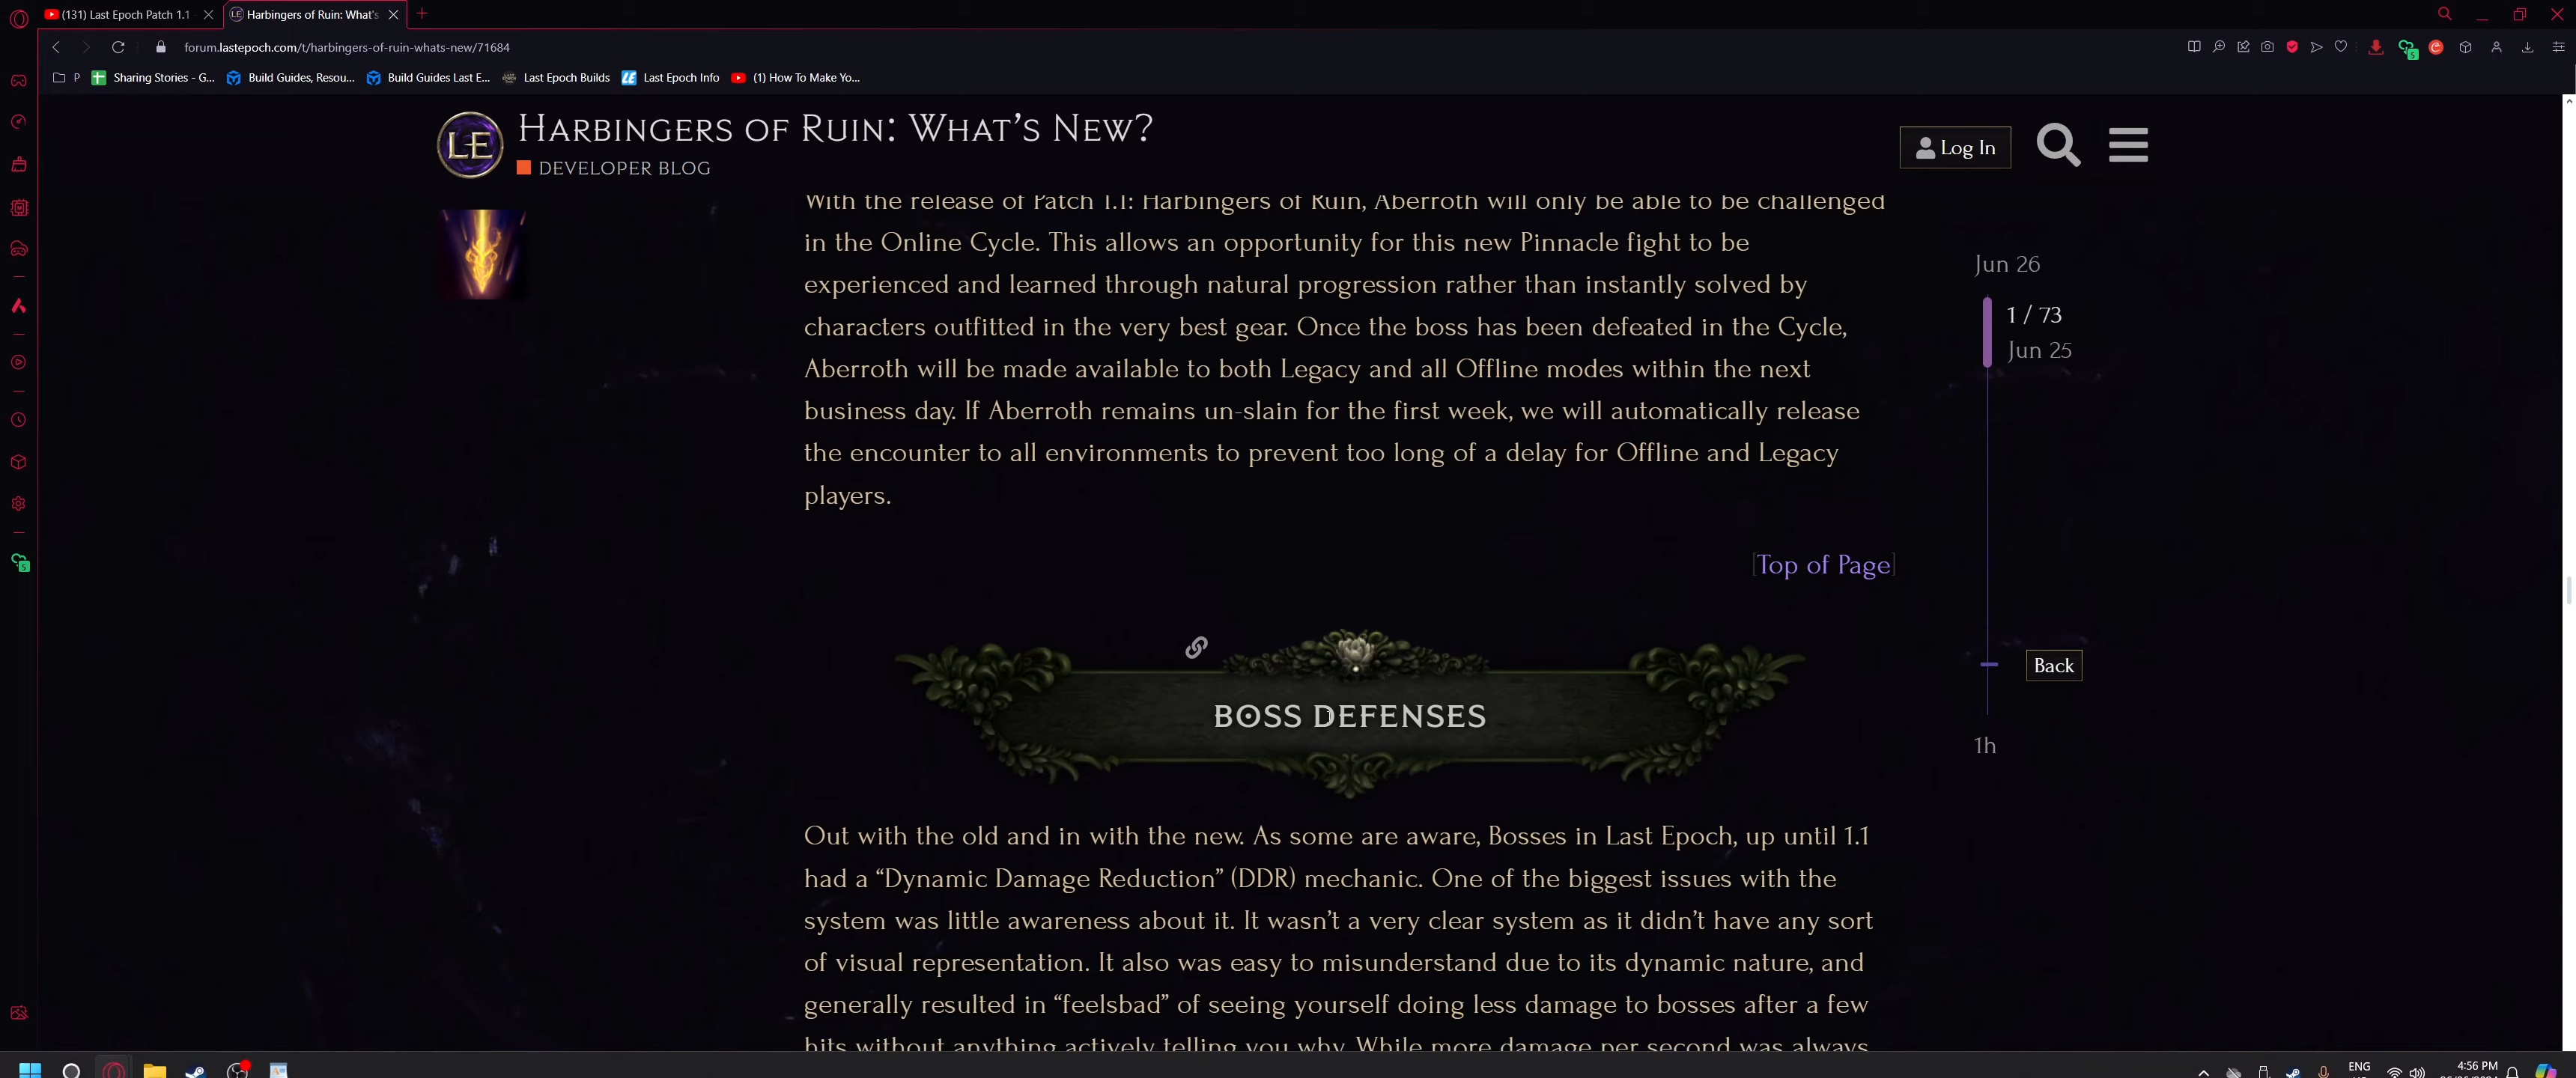 (131) Last Epoch Patch 1.1
Harbingers of Ruin: What's
forum.lastepoch.com/t/harbingers-of-ruin-whats-new/71684
P
Sharing Stories - G...
Build Guides, Resou...
Build Guides Last E...
Last Epoch Builds
Last Epoch Info
(1) How To Make Yo...
LE
Harbingers of Ruin: What's New?
DEVELOPER BLOG
Log In
With the release of Patch 1.1: Harbingers of Ruin, Aberroth will only be able to be challenged
in the Online Cycle. This allows an opportunity for this new Pinnacle fight to be
experienced and learned through natural progression rather than instantly solved by
characters outfitted in the very best gear. Once the boss has been defeated in the Cycle,
Aberroth will be made available to both Legacy and all Offline modes within the next
business day. If Aberroth remains un-slain for the first week, we will automatically release
the encounter to all environments to prevent too long of a delay for Offline and Legacy
players.
[Top of Page]
Jun 26
1 / 73
Jun 25
Back
1h
BOSS DEFENSES
Out with the old and in with the new. As some are aware, Bosses in Last Epoch, up until 1.1
had a “Dynamic Damage Reduction” (DDR) mechanic. One of the biggest issues with the
system was little awareness about it. It wasn't a very clear system as it didn't have any sort
of visual representation. It also was easy to misunderstand due to its dynamic nature, and
generally resulted in “feelsbad” of seeing yourself doing less damage to bosses after a few
hits without anything actively telling you why. While more damage per second was always
ENG
4:56 PM